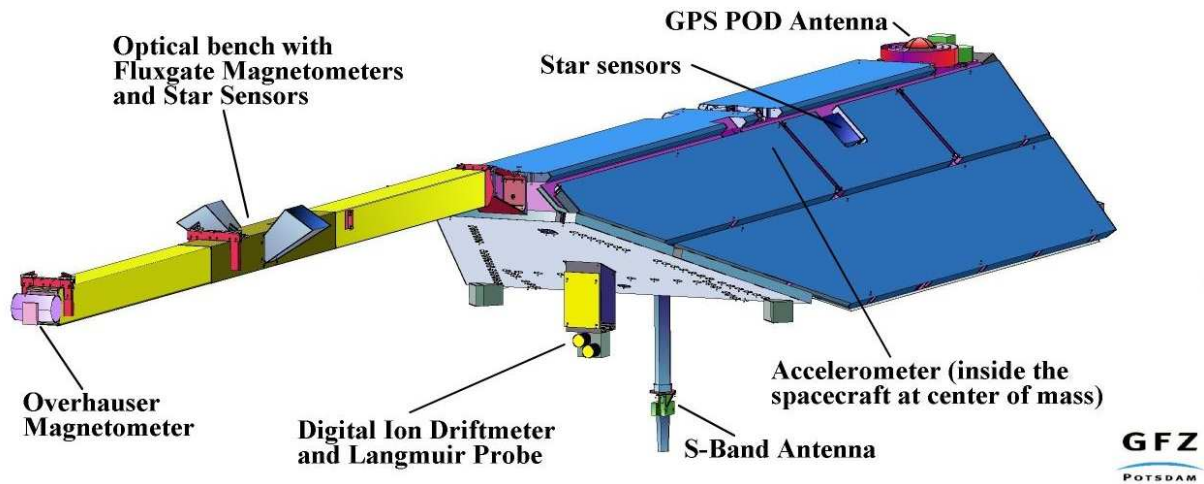 GPS POD Antenna
Optical bench with
Fluxgate Magnetometers
and Star Sensors
Star sensors
Overhauser
Magnetometer
Digital Ion Driftmeter
and Langmuir Probe
S-Band Antenna
Accelerometer (inside the
spacecraft at center of mass)
GFZ
POTSDAM